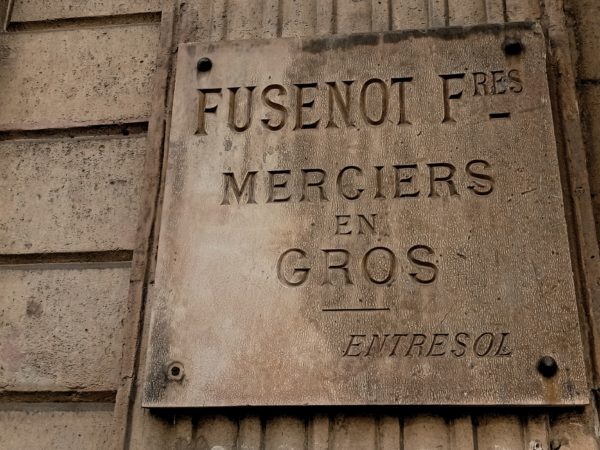 FUSENOT FRES
MERCIERS
EN
GROS
ENTRESOL